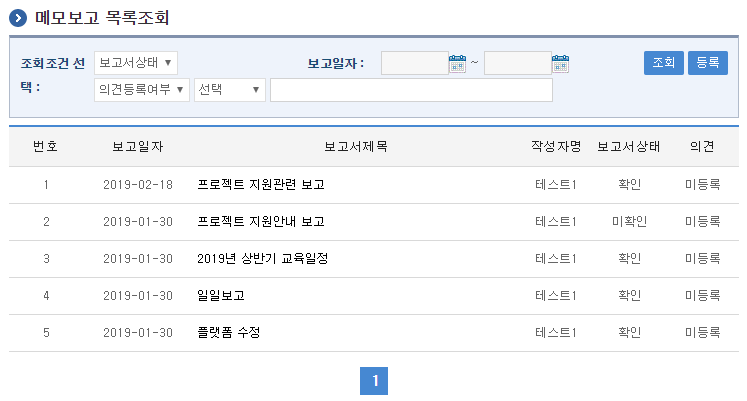 메모보고 목록조회
조회조건 선택 : 보고서상태 ▼ 보고일자 : ~ 조회 등록
의견등록여부 ▼ 선택 ▼
번호 보고일자 보고서제목 작성자명 보고서상태 의견
1 2019-02-18 프로젝트 지원관련 보고 테스트1 확인 미등록
2 2019-01-30 프로젝트 지원안내 보고 테스트1 미확인 미등록
3 2019-01-30 2019년 상반기 교육일정 테스트1 확인 미등록
4 2019-01-30 일일보고 테스트1 확인 미등록
5 2019-01-30 플랫폼 수정 테스트1 확인 미등록
1